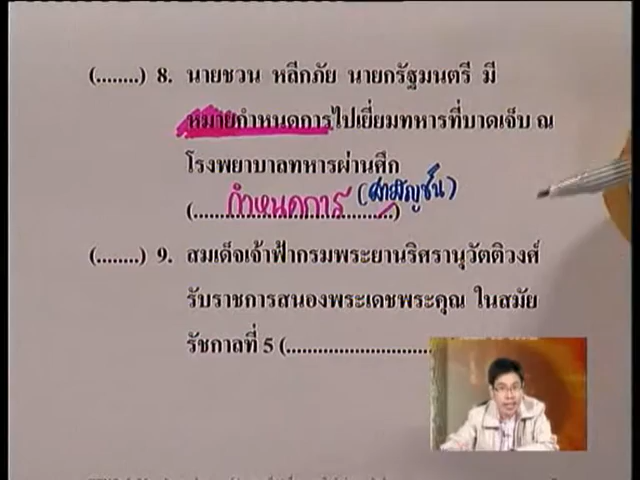 (........) 8. นายชวน หลีกภัย นายกรัฐมนตรี มี
หมายกำหนดการไปเยี่ยมทหารที่บาดเจ็บ ณ
โรงพยาบาลทหารผ่านศึก
(กำหนดการ) (สามัญชน)
(........) 9. สมเด็จเจ้าฟ้ากรมพระยานริศรานุวัดติวงศ์
รับราชการสนองพระเดชพระคุณ ในสมัย
รัชกาลที่ 5 (...........................